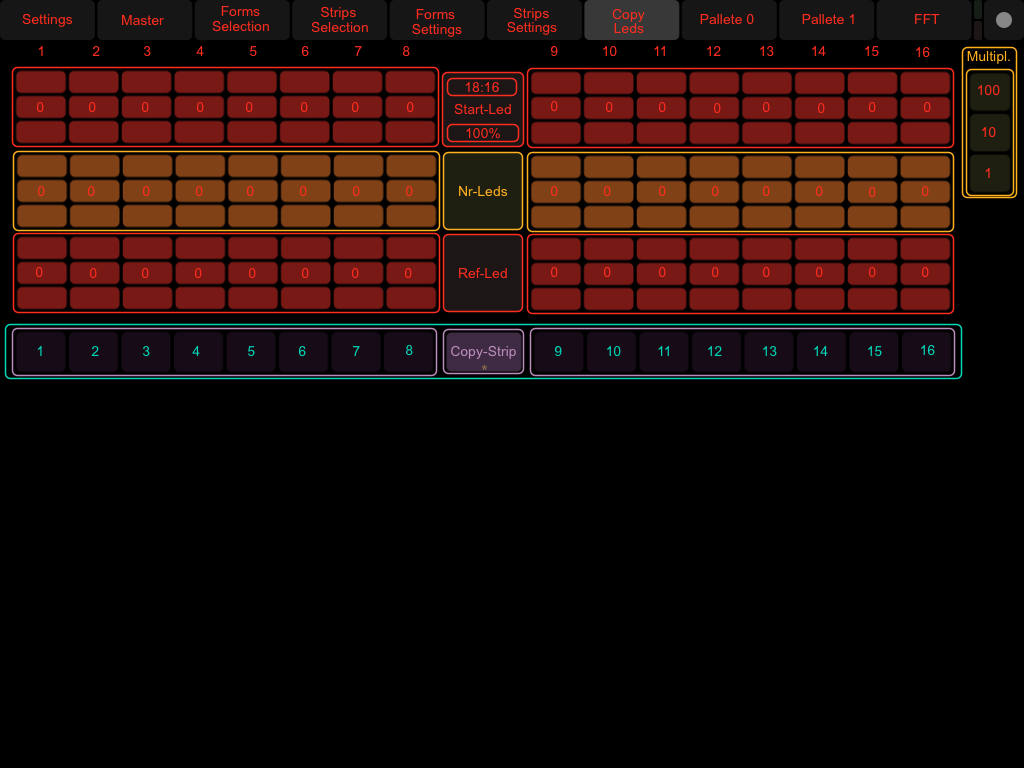 Settings Master Forms Selection Strips Selection Forms Settings Strips Settings Copy Leds Pallete 0 Pallete 1 FFT
1 2 3 4 5 6 7 8 9 10 11 12 13 14 15 16
Multipl.
18:16
100
0 0 0 0 0 0 0 0 Start-Led 0 0 0 0 0 0 0 0
100%
10
1
0 0 0 0 0 0 0 0 Nr-Leds 0 0 0 0 0 0 0 0
0 0 0 0 0 0 0 0 Ref-Led 0 0 0 0 0 0 0 0
1 2 3 4 5 6 7 8 Copy-Strip 9 10 11 12 13 14 15 16
*